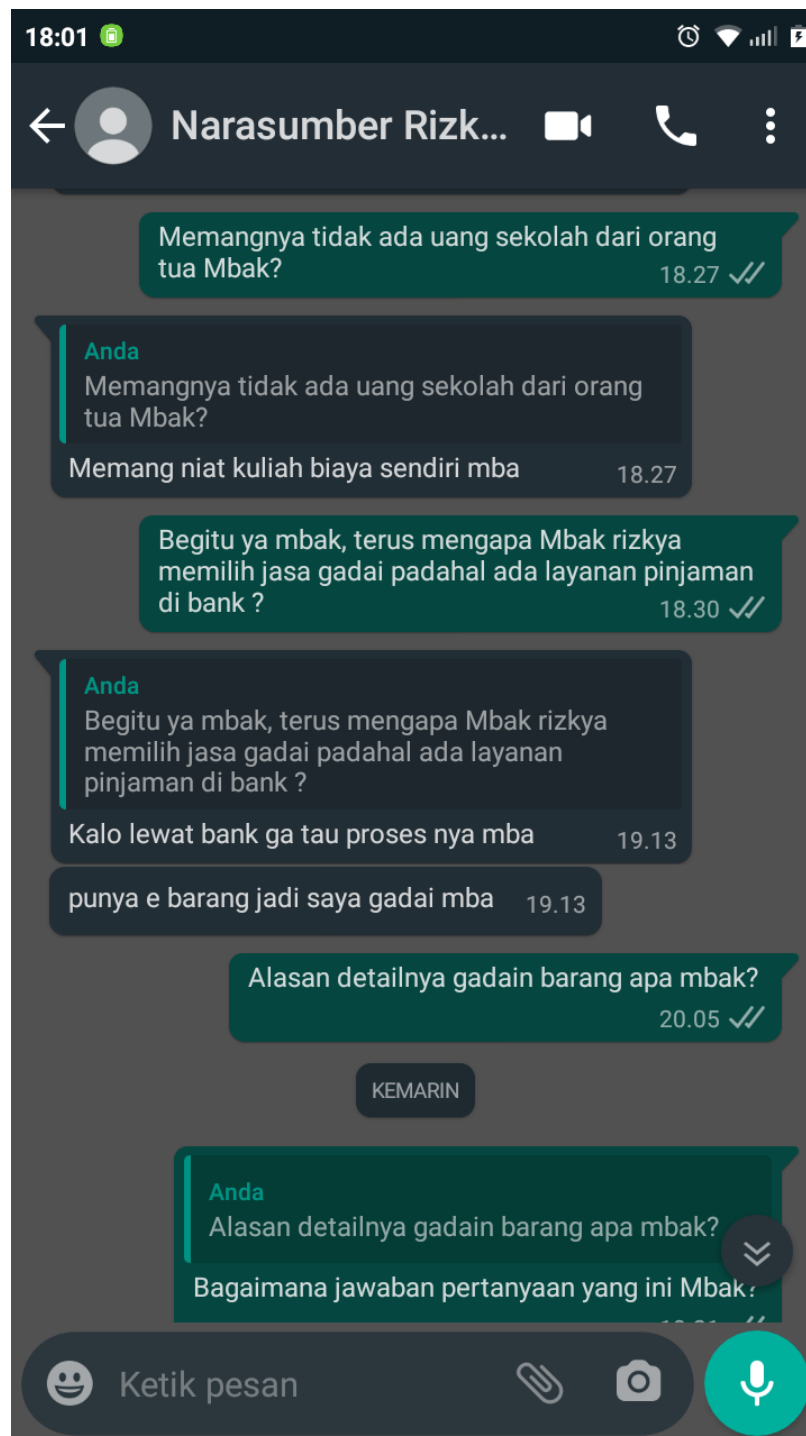 18:01
Narasumber Rizk...
Memangnya tidak ada uang sekolah dari orang
tua Mbak?
18.27
Anda
Memangnya tidak ada uang sekolah dari orang
tua Mbak?
Memang niat kuliah biaya sendiri mba
18.27
Begitu ya mbak, terus mengapa Mbak rizkya
memilih jasa gadai padahal ada layanan pinjaman
di bank ?
18.30
Anda
Begitu ya mbak, terus mengapa Mbak rizkya
memilih jasa gadai padahal ada layanan
pinjaman di bank ?
Kalo lewat bank ga tau proses nya mba
19.13
punya e barang jadi saya gadai mba
19.13
Alasan detailnya gadain barang apa mbak?
20.05
KEMARIN
Anda
Alasan detailnya gadain barang apa mbak?
Bagaimana jawaban pertanyaan yang ini Mbak?
Ketik pesan